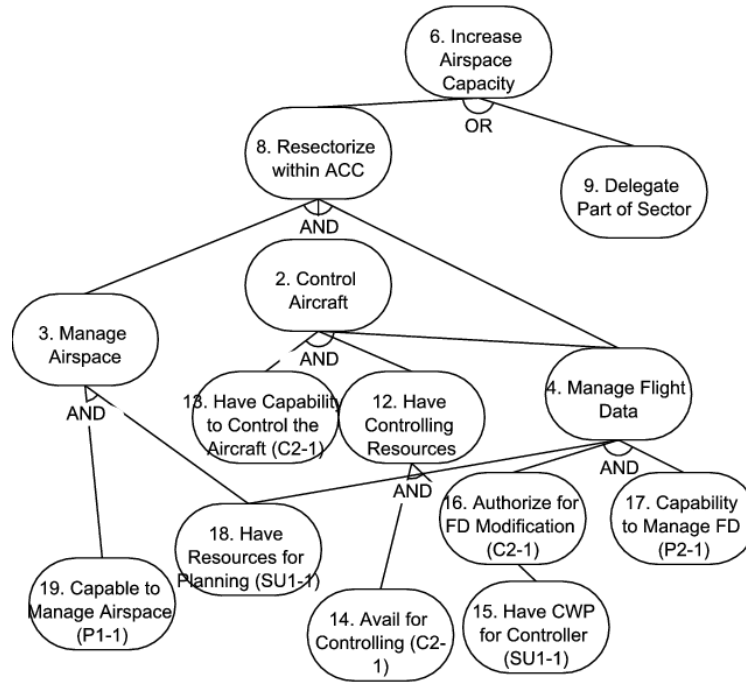 6. Increase
Airspace
Capacity
OR
8. Resectorize
within ACC
9. Delegate
Part of Sector
AND
2. Control
Aircraft
3. Manage
Airspace
AND
4. Manage Flight
Data
AND
13. Have Capability
to Control the
Aircraft (C2-1)
12. Have
Controlling
Resources
AND
AND
16. Authorize for
FD Modification
(C2-1)
17. Capability
to Manage FD
(P2-1)
18. Have
Resources for
Planning (SU1-1)
19. Capable to
Manage Airspace
(P1-1)
14. Avail for
Controlling (C2-
1)
15. Have CWP
for Controller
(SU1-1)